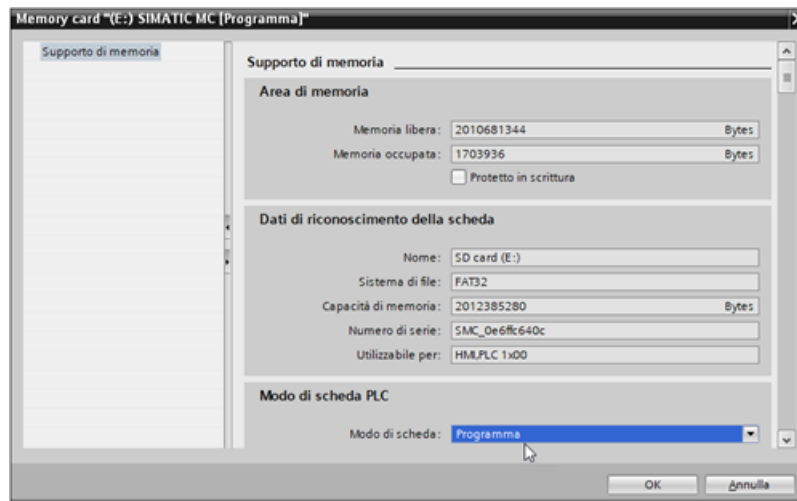 Memory card "(E:) SIMATIC MC [Programma]"
Supporto di memoria
Supporto di memoria
Area di memoria
Memoria libera: 2010681344 Bytes
Memoria occupata: 1703936 Bytes
Protetto in scrittura
Dati di riconoscimento della scheda
Nome: SD card (E:)
Sistema di file: FAT32
Capacità di memoria: 2012385280 Bytes
Numero di serie: SMC_0e6ffc640c
Utilizzabile per: HMI,PLC 1x00
Modo di scheda PLC
Modo di scheda: Programma
OK Annulla